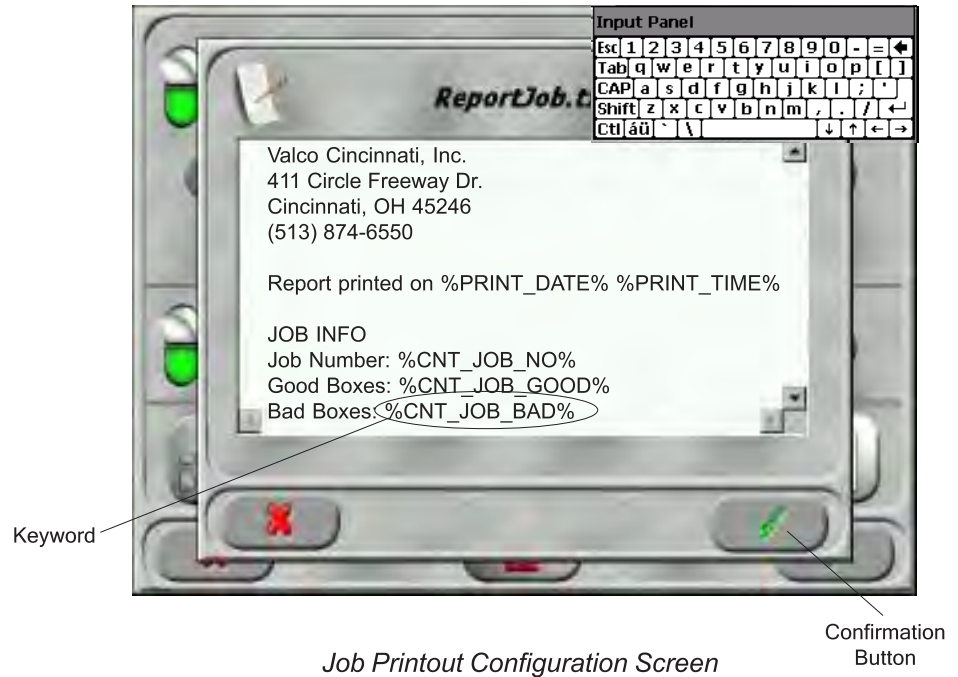 Input Panel
Esc 1 2 3 4 5 6 7 8 9 0 - = ←
Tab q w e r t y u i o p [ ]
CAP a s d f g h j k l ; '
Shift z x c v b n m , . / ↵
Ctl áü ` \ ↓ ↑ ← →
ReportJob.t
Valco Cincinnati, Inc.
411 Circle Freeway Dr.
Cincinnati, OH 45246
(513) 874-6550
Report printed on %PRINT_DATE% %PRINT_TIME%
JOB INFO
Job Number: %CNT_JOB_NO%
Good Boxes: %CNT_JOB_GOOD%
Bad Boxes: %CNT_JOB_BAD%
Keyword
Confirmation
Button
Job Printout Configuration Screen